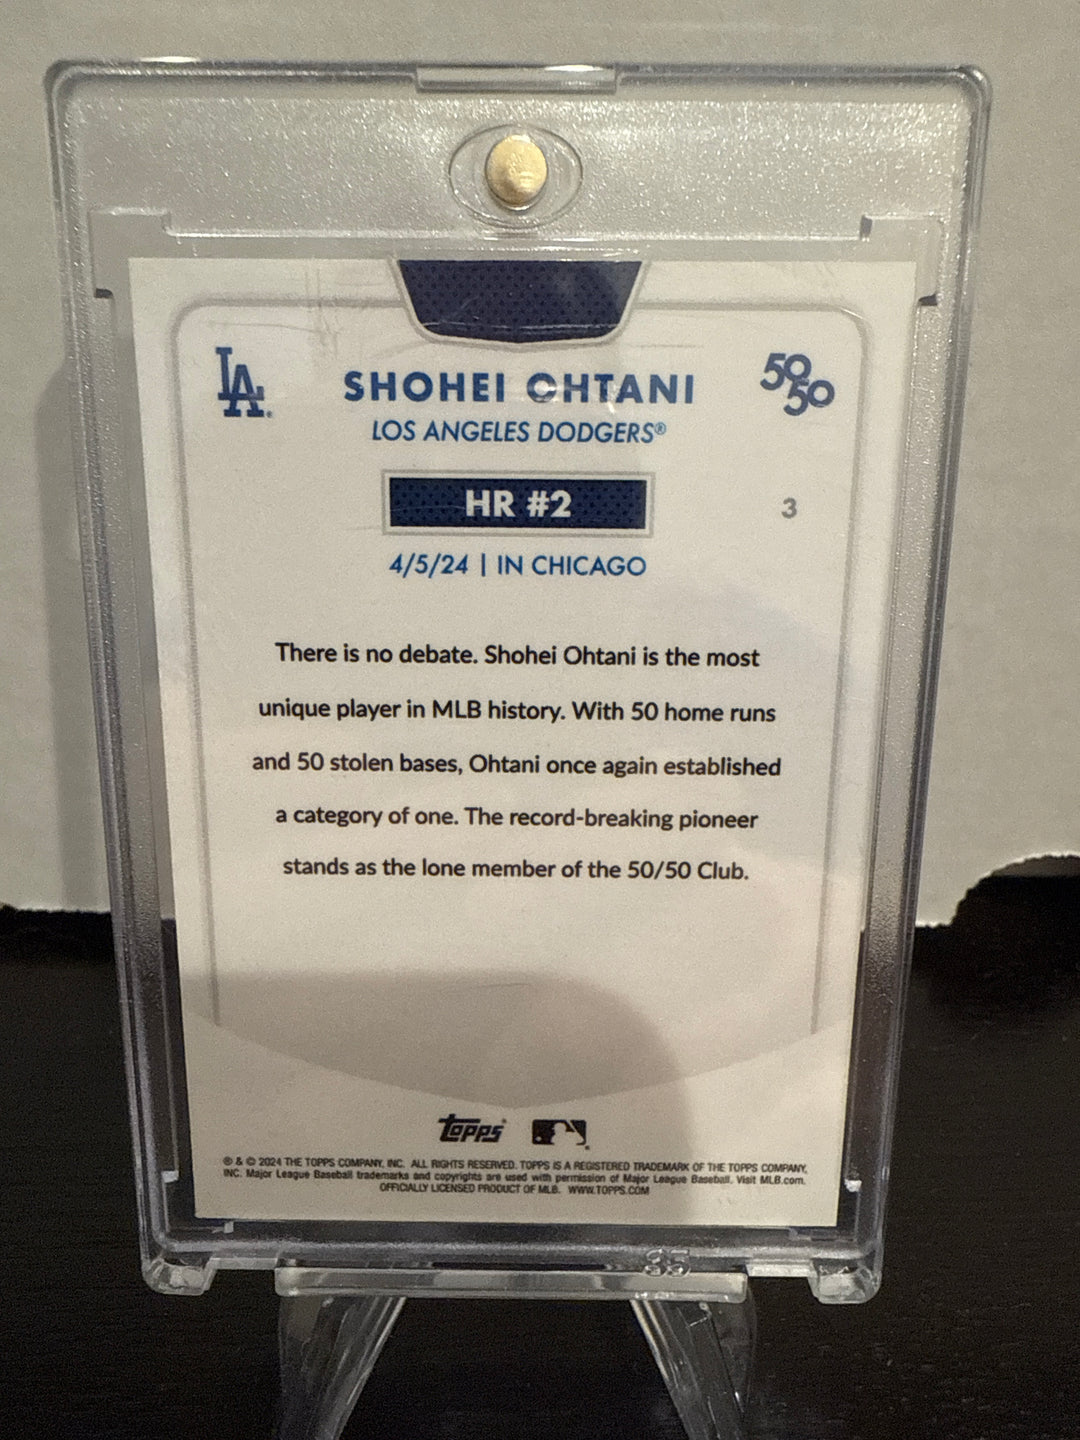 LA
SHOHEI OHTANI
50/50
LOS ANGELES DODGERS®
HR #2
3
4/5/24 | IN CHICAGO
There is no debate. Shohei Ohtani is the most
unique player in MLB history. With 50 home runs
and 50 stolen bases, Ohtani once again established
a category of one. The record-breaking pioneer
stands as the lone member of the 50/50 Club.
Topps
® & © 2024 THE TOPPS COMPANY, INC. ALL RIGHTS RESERVED. TOPPS IS A REGISTERED TRADEMARK OF THE TOPPS COMPANY,
INC. Major League Baseball trademarks and copyrights are used with permission of Major League Baseball. Visit MLB.com.
OFFICIALLY LICENSED PRODUCT OF MLB. WWW.TOPPS.COM
35